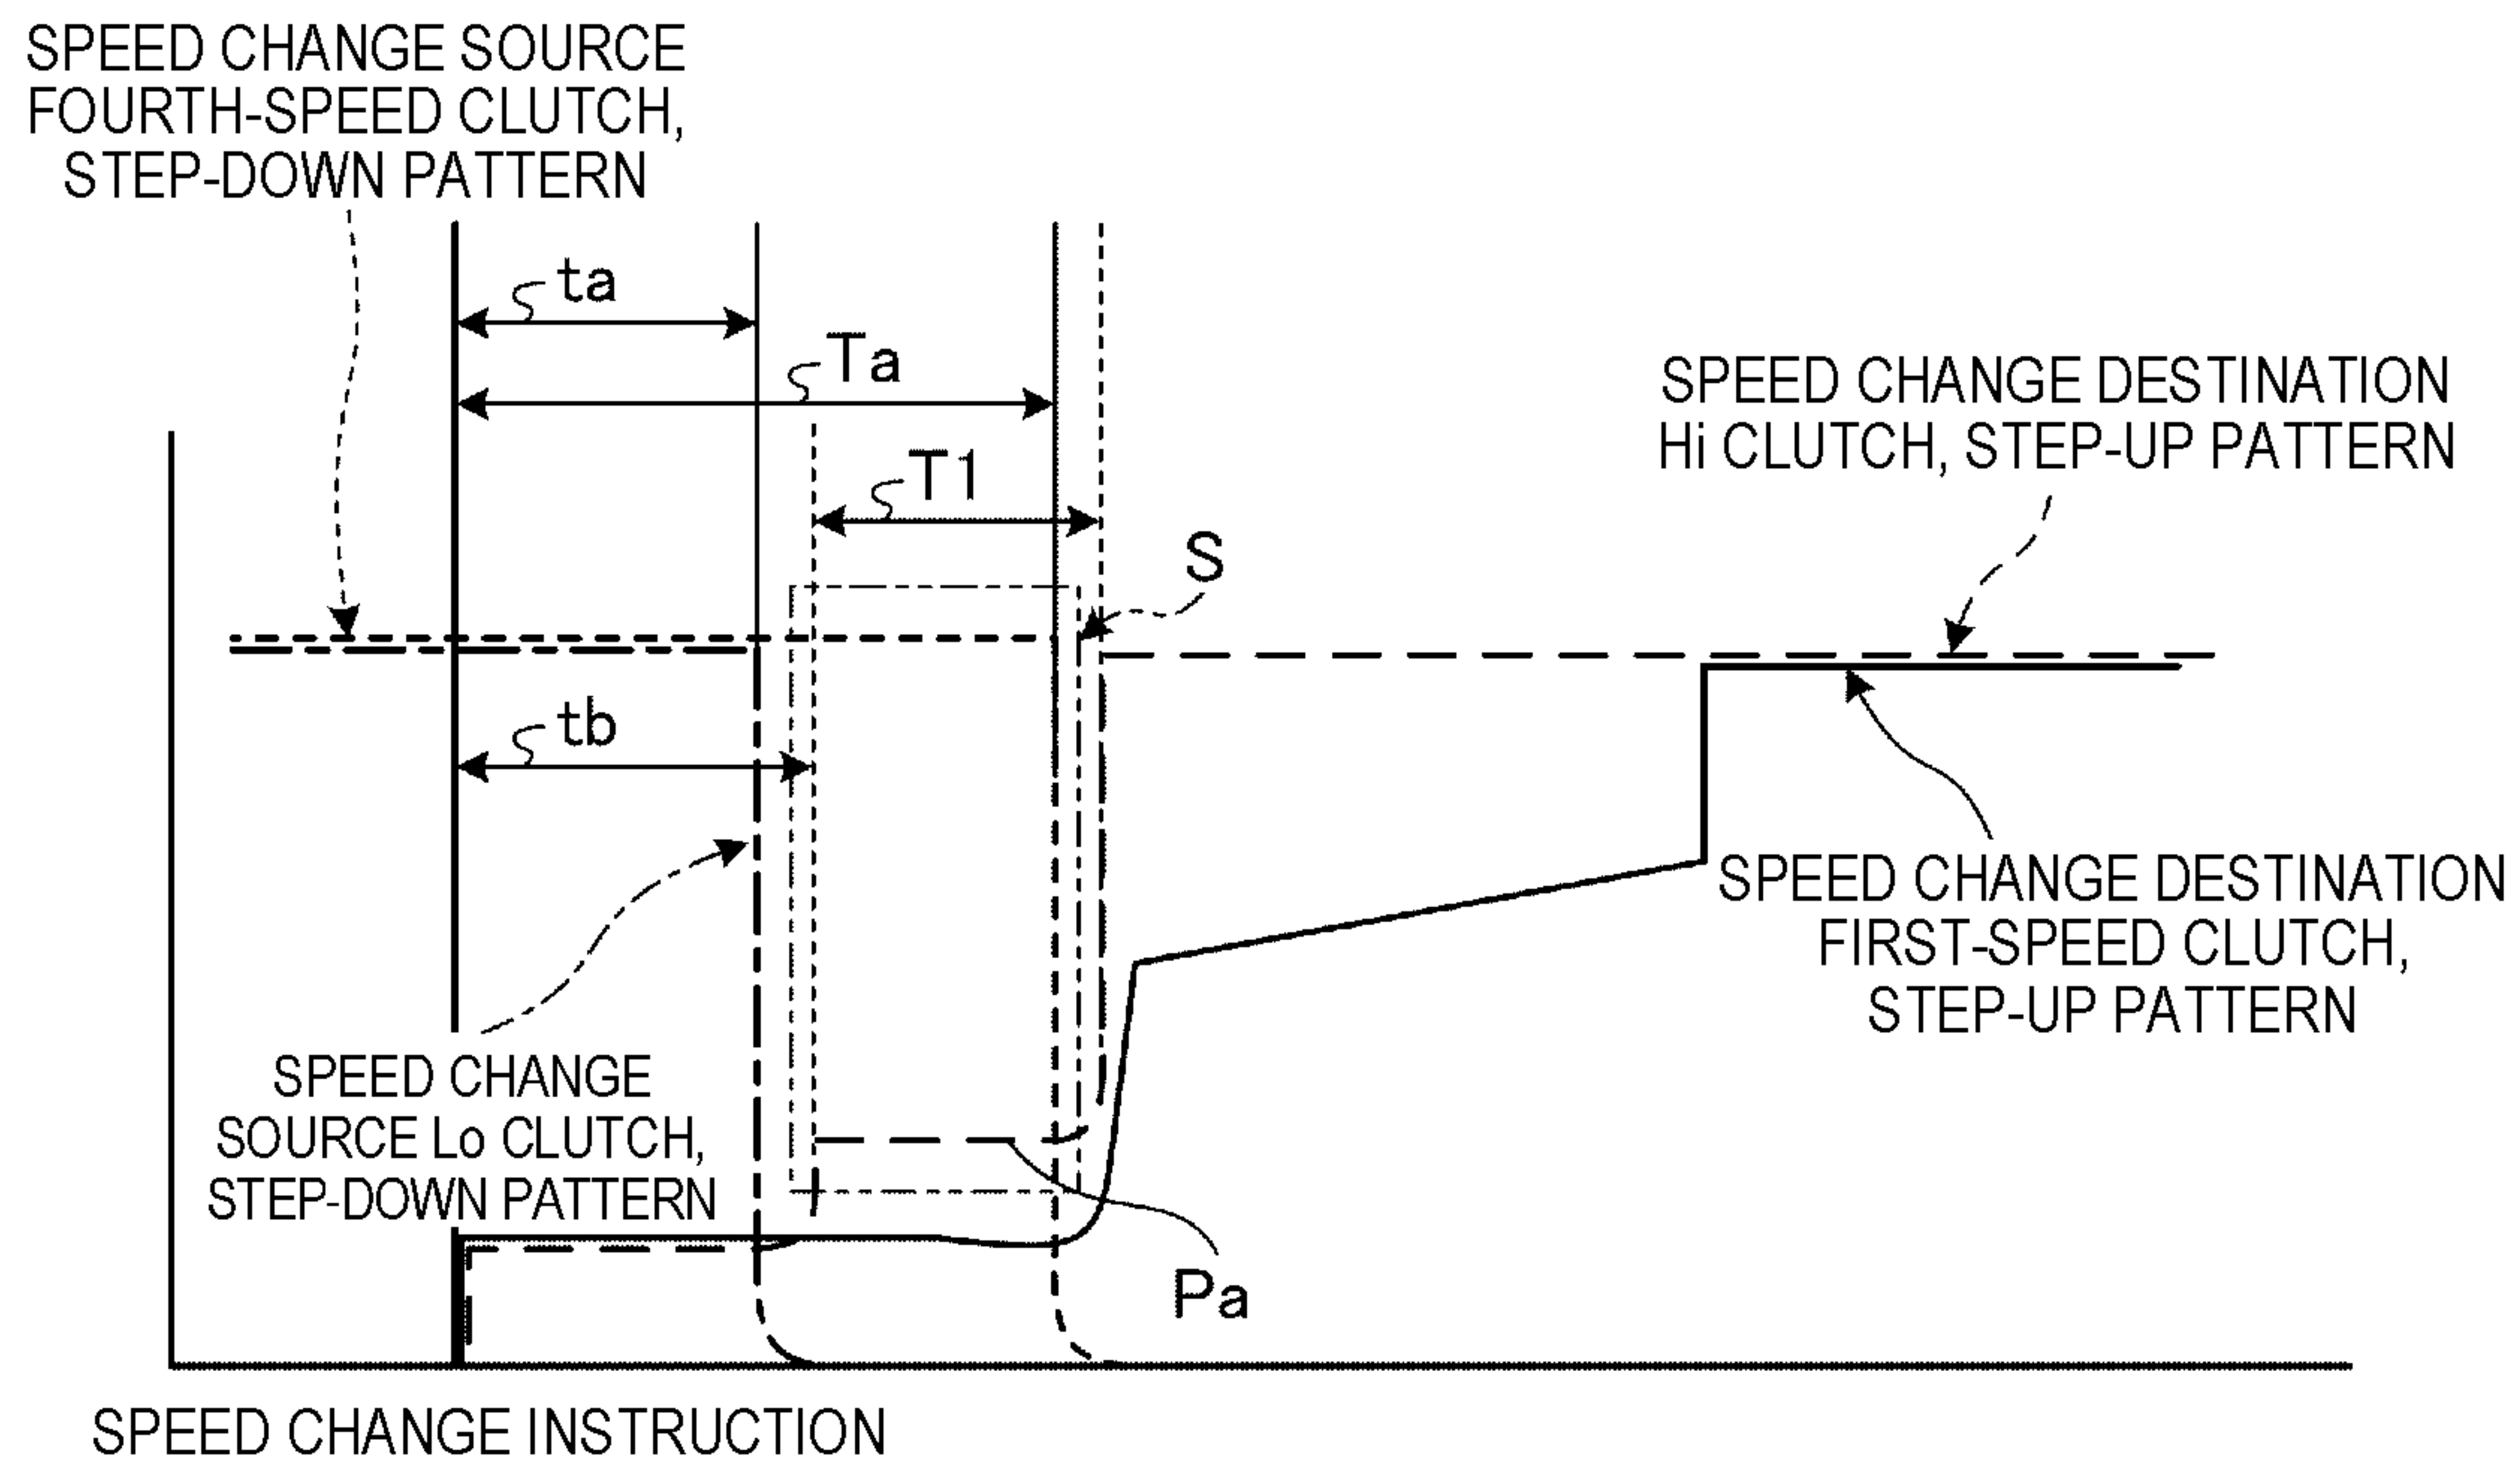 SPEED CHANGE SOURCE
FOURTH-SPEED CLUTCH,
STEP-DOWN PATTERN
ta
Ta
T1
S
SPEED CHANGE DESTINATION
Hi CLUTCH, STEP-UP PATTERN
tb
SPEED CHANGE DESTINATION
FIRST-SPEED CLUTCH,
STEP-UP PATTERN
SPEED CHANGE
SOURCE Lo CLUTCH,
STEP-DOWN PATTERN
Pa
SPEED CHANGE INSTRUCTION